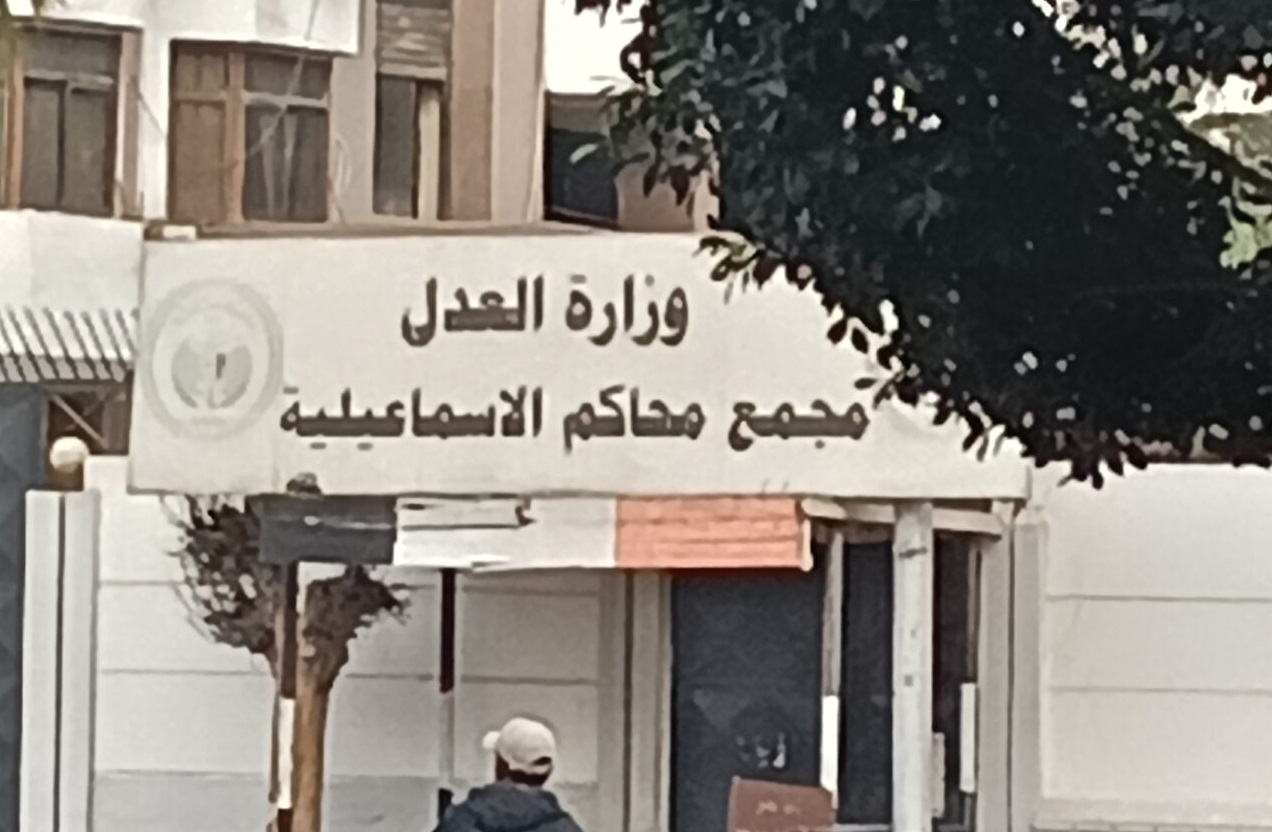 وزارة العدل
مجمع محاكم الاسماعيلية